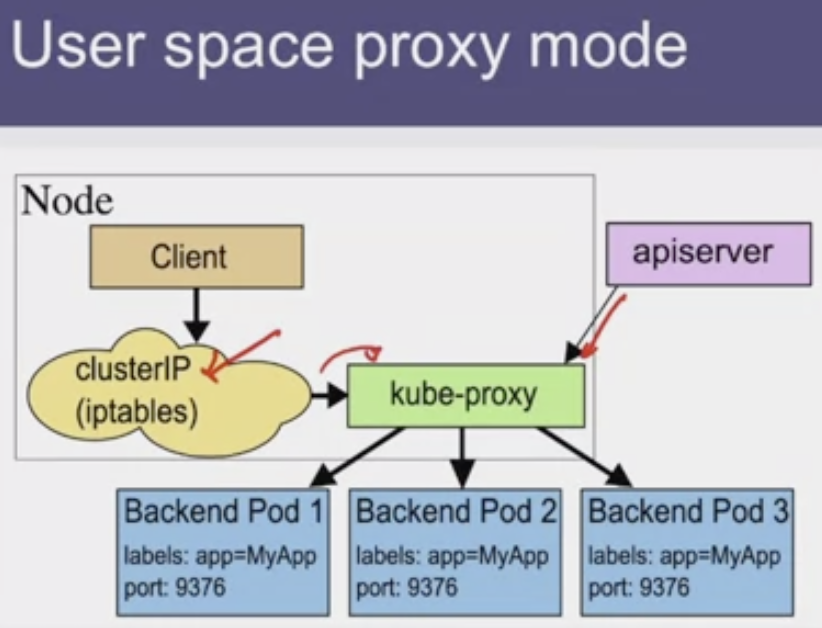 User space proxy mode
Node
Client
apiserver
clusterIP
(iptables)
kube-proxy
Backend Pod 1
labels: app=MyApp
port: 9376
Backend Pod 2
labels: app=MyApp
port: 9376
Backend Pod 3
labels: app=MyApp
port: 9376